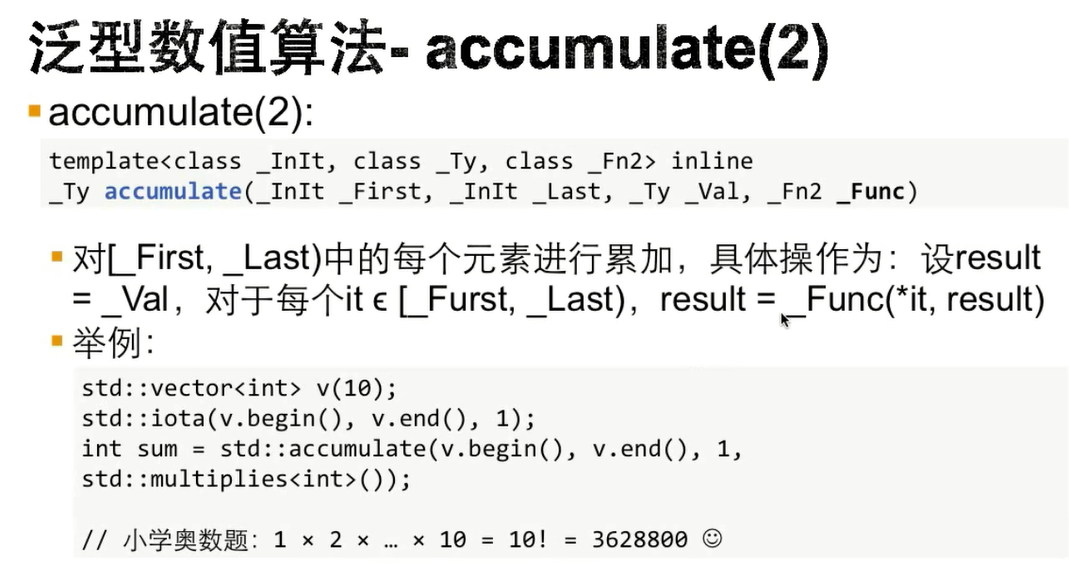 泛型数值算法- accumulate(2)
▪accumulate(2):
template<class _InIt, class _Ty, class _Fn2> inline
_Ty accumulate(_InIt _First, _InIt _Last, _Ty _Val, _Fn2 _Func)
▪ 对[_First, _Last)中的每个元素进行累加，具体操作为：设result
= _Val，对于每个it ϵ [_Furst, _Last)，result = _Func(*it, result)
▪ 举例：
std::vector<int> v(10);
std::iota(v.begin(), v.end(), 1);
int sum = std::accumulate(v.begin(), v.end(), 1,
std::multiplies<int>());
// 小学奥数题：1 × 2 × … × 10 = 10! = 3628800 ☺